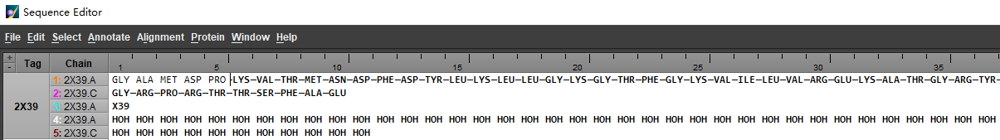 Sequence Editor
File Edit Select Annotate Alignment Protein Window Help
+ - Tag Chain 1 5 10 15 20 25 30 35
1: 2X39.A GLY ALA MET ASP PRO -LYS-VAL-THR-MET-ASN-ASP-PHE-ASP-TYR-LEU-LYS-LEU-LEU-GLY-LYS-GLY-THR-PHE-GLY-LYS-VAL-ILE-LEU-VAL-ARG-GLU-LYS-ALA-THR-GLY-ARG-TYR-
2: 2X39.C GLY-ARG-PRO-ARG-THR-THR-SER-PHE-ALA-GLU
2X39 3: 2X39.A X39
4: 2X39.A HOH HOH HOH HOH HOH HOH HOH HOH HOH HOH HOH HOH HOH HOH HOH HOH HOH HOH HOH HOH HOH HOH HOH HOH HOH HOH HOH HOH HOH HOH HOH HOH HOH HOH HOH HOH HOH
5: 2X39.C HOH HOH HOH HOH HOH HOH HOH HOH HOH HOH HOH